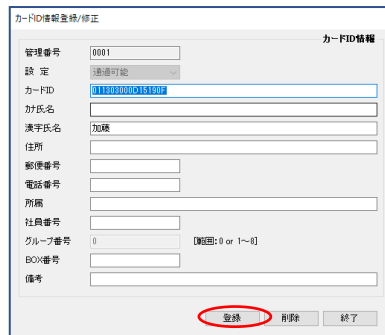 カードID情報登録/修正
カードID情報
管理番号 0001
設 定 通過可能
カードID 011303000D15190F
カナ氏名
漢字氏名 加藤
住所
郵便番号
電話番号
所属
社員番号
グループ番号 0 [範囲:0 or 1～8]
BOX番号
備考
登録 削除 終了